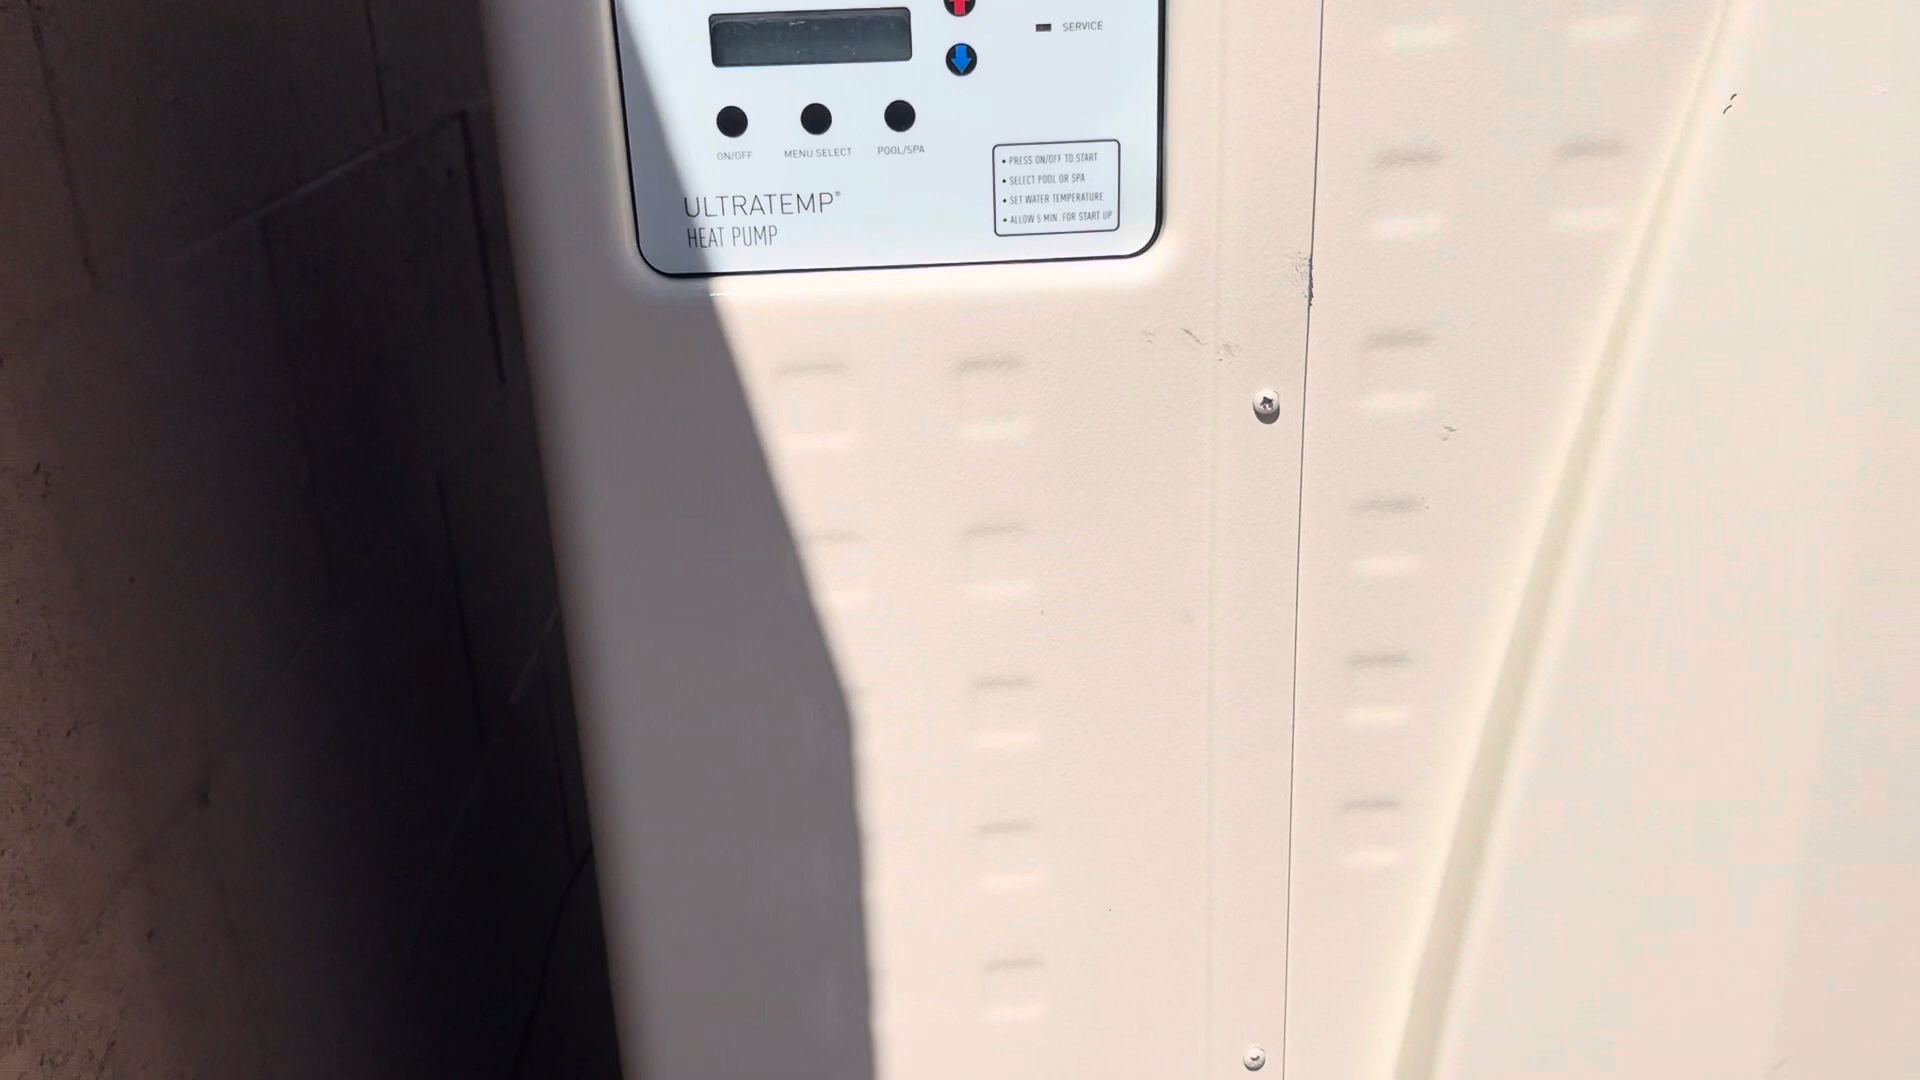 SERVICE
ON/OFF
MENU SELECT
POOL/SPA
• PRESS ON/OFF TO START
• SELECT POOL OR SPA
• SET WATER TEMPERATURE
• ALLOW 5 MIN. FOR START UP
ULTRATEMP®
HEAT PUMP